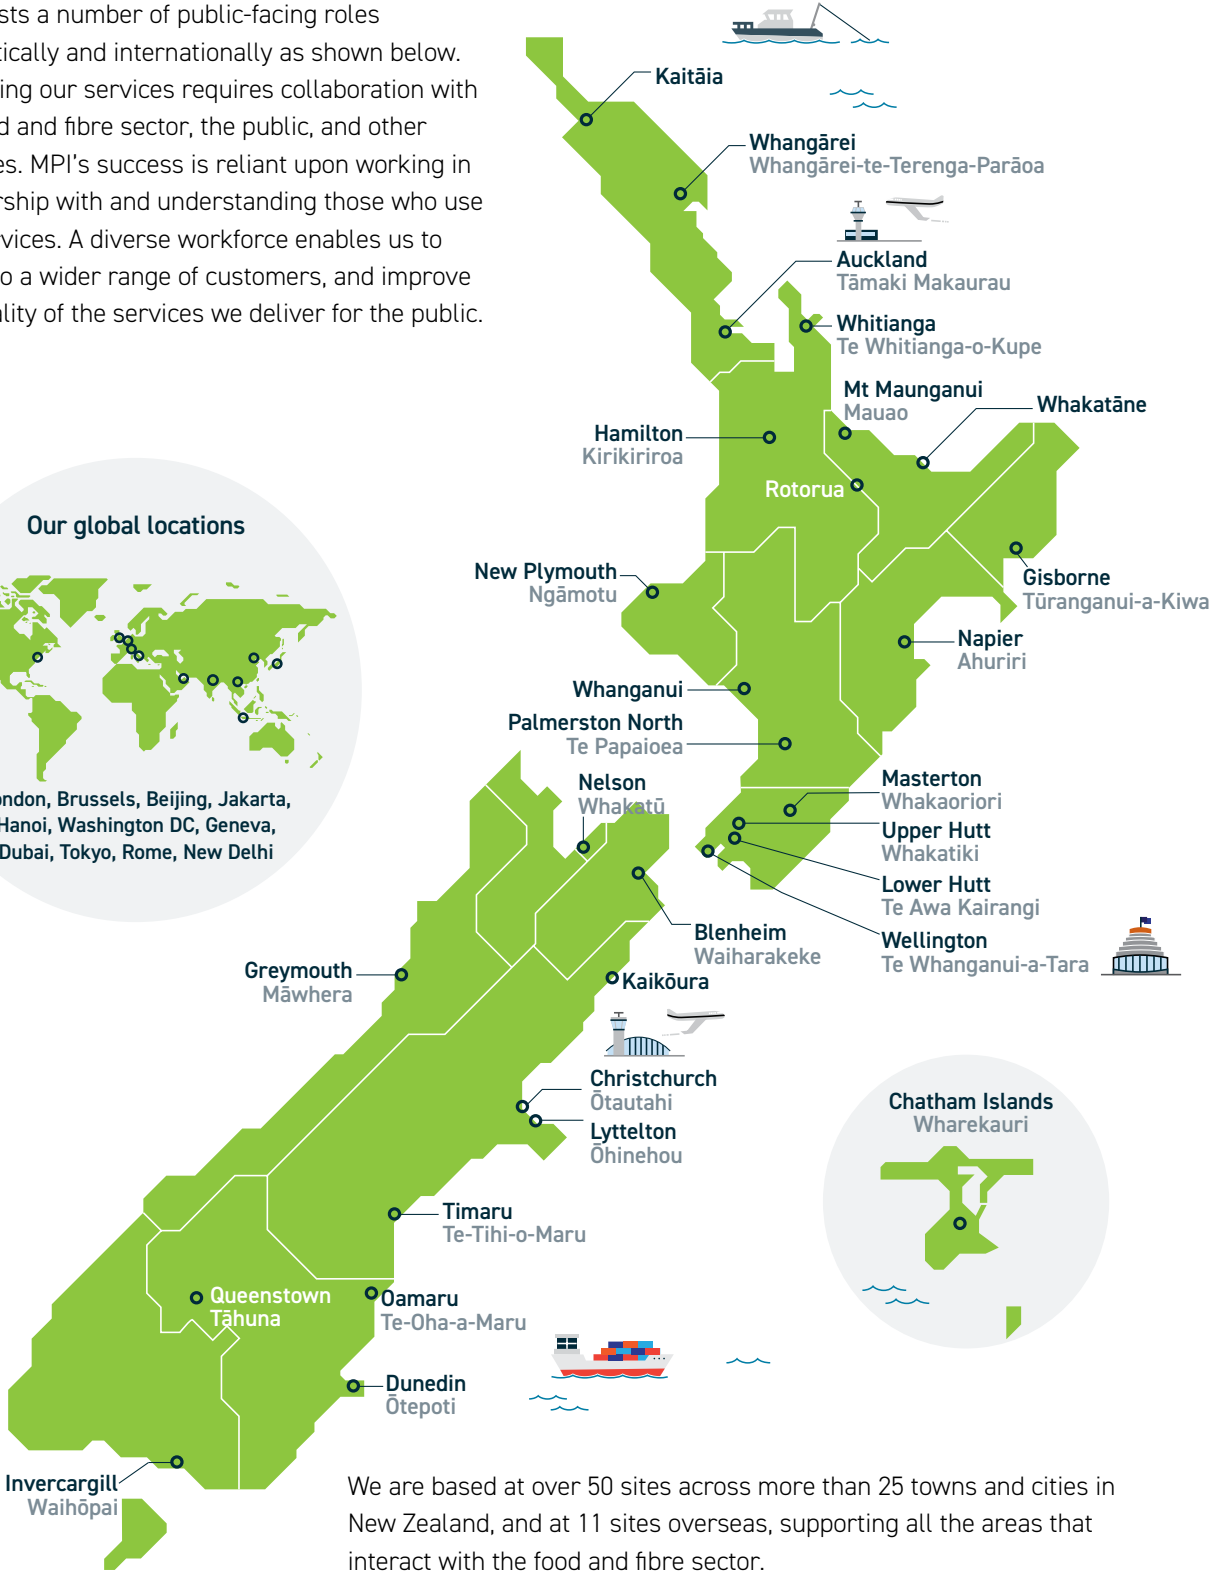 a number of public-facing roles
and internationally as shown below.
our services requires collaboration with
and fibre sector, the public, and other
MPI's success is reliant upon working in
with and understanding those who use
A diverse workforce enables us to
to a wider range of customers, and improve
of the services we deliver for the public.
Kaitāia
Whangārei
Whangārei-te-Terenga-Parāoa
Auckland
Tāmaki Makaurau
Whitianga
Te Whitianga-o-Kupe
Mt Maunganui
Mauao
Whakatāne
Hamilton
Kirikiriroa
Rotorua
Our global locations
New Plymouth
Ngāmotu
Gisborne
Tūranganui-a-Kiwa
Napier
Ahuriri
Whanganui
Palmerston North
Te Papaioea
Nelson
Whakatū
Masterton
Whakaoriori
Upper Hutt
Whakatiki
Lower Hutt
Te Awa Kairangi
Wellington
Te Whanganui-a-Tara
London, Brussels, Beijing, Jakarta,
Hanoi, Washington DC, Geneva,
Dubai, Tokyo, Rome, New Delhi
Blenheim
Waiharakeke
Greymouth
Māwhera
Kaikōura
Christchurch
Ōtautahi
Lyttelton
Ōhinehou
Chatham Islands
Wharekauri
Timaru
Te-Tihi-o-Maru
Queenstown
Tāhuna
Oamaru
Te-Oha-a-Maru
Dunedin
Ōtepoti
Invercargill
Waihōpai
We are based at over 50 sites across more than 25 towns and cities in
New Zealand, and at 11 sites overseas, supporting all the areas that
interact with the food and fibre sector.